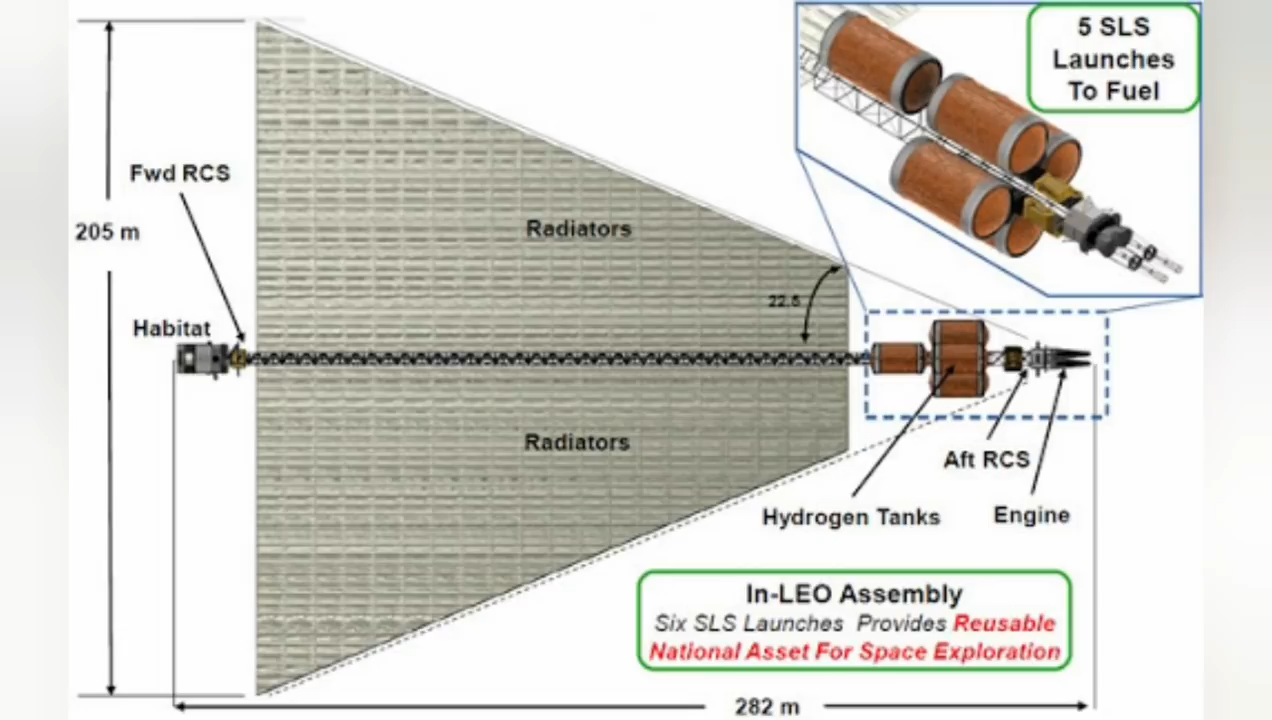 5 SLS
Launches
To Fuel
Fwd RCS
205 m
Radiators
22.5
Habitat
Radiators
Aft RCS
Hydrogen Tanks
Engine
In-LEO Assembly
Six SLS Launches Provides Reusable
National Asset For Space Exploration
282 m